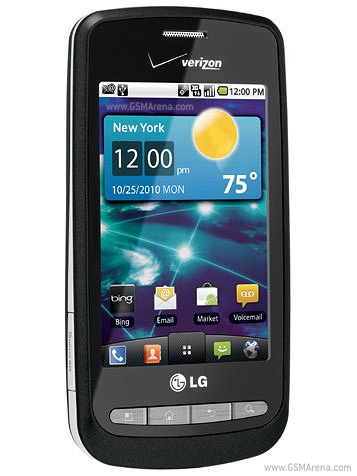 verizon
www.GSMArena.com
3G
12:00 PM
New York
12 00 pm
75°
10/25/2010 MON
bing
Bing
Email
Market
Voicemail
LG
www.GSMArena.com